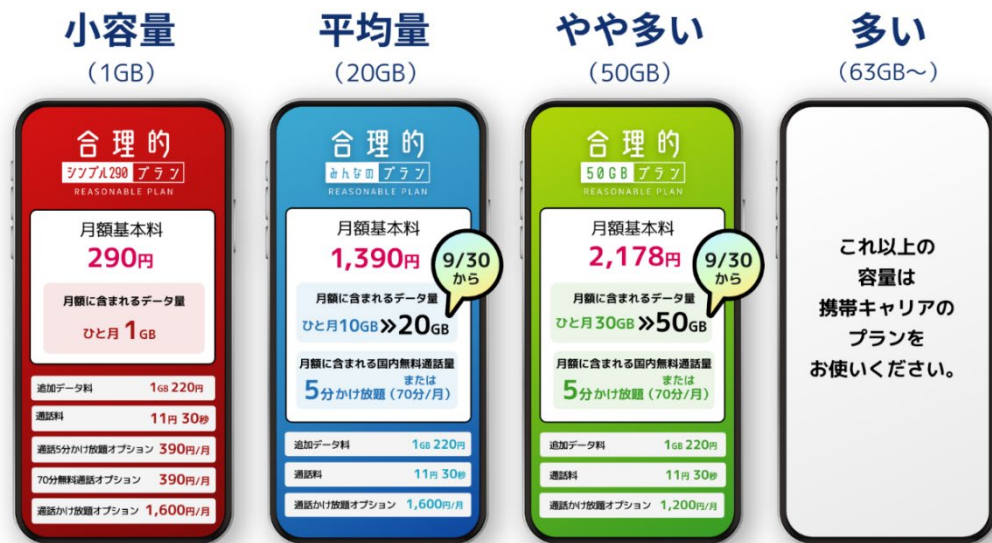 小容量
（1GB）
合理的
シンプル290 プラン
REASONABLE PLAN
月額基本料
290円
月額に含まれるデータ量
ひと月 1GB
追加データ料 1GB 220円
通話料 11円 30秒
通話5分かけ放題オプション 390円/月
70分無料通話オプション 390円/月
通話かけ放題オプション 1,600円/月
平均量
（20GB）
合理的
みんなの プラン
REASONABLE PLAN
月額基本料
1,390円
9/30
から
月額に含まれるデータ量
ひと月10GB»20GB
月額に含まれる国内無料通話量
5分かけ放題 または（70分/月）
追加データ料 1GB 220円
通話料 11円 30秒
通話かけ放題オプション 1,600円/月
やや多い
（50GB）
合理的
50GB プラン
REASONABLE PLAN
月額基本料
2,178円
9/30
から
月額に含まれるデータ量
ひと月30GB»50GB
月額に含まれる国内無料通話量
5分かけ放題 または（70分/月）
追加データ料 1GB 220円
通話料 11円 30秒
通話かけ放題オプション 1,200円/月
多い
（63GB〜）
これ以上の
容量は
携帯キャリアの
プランを
お使いください。